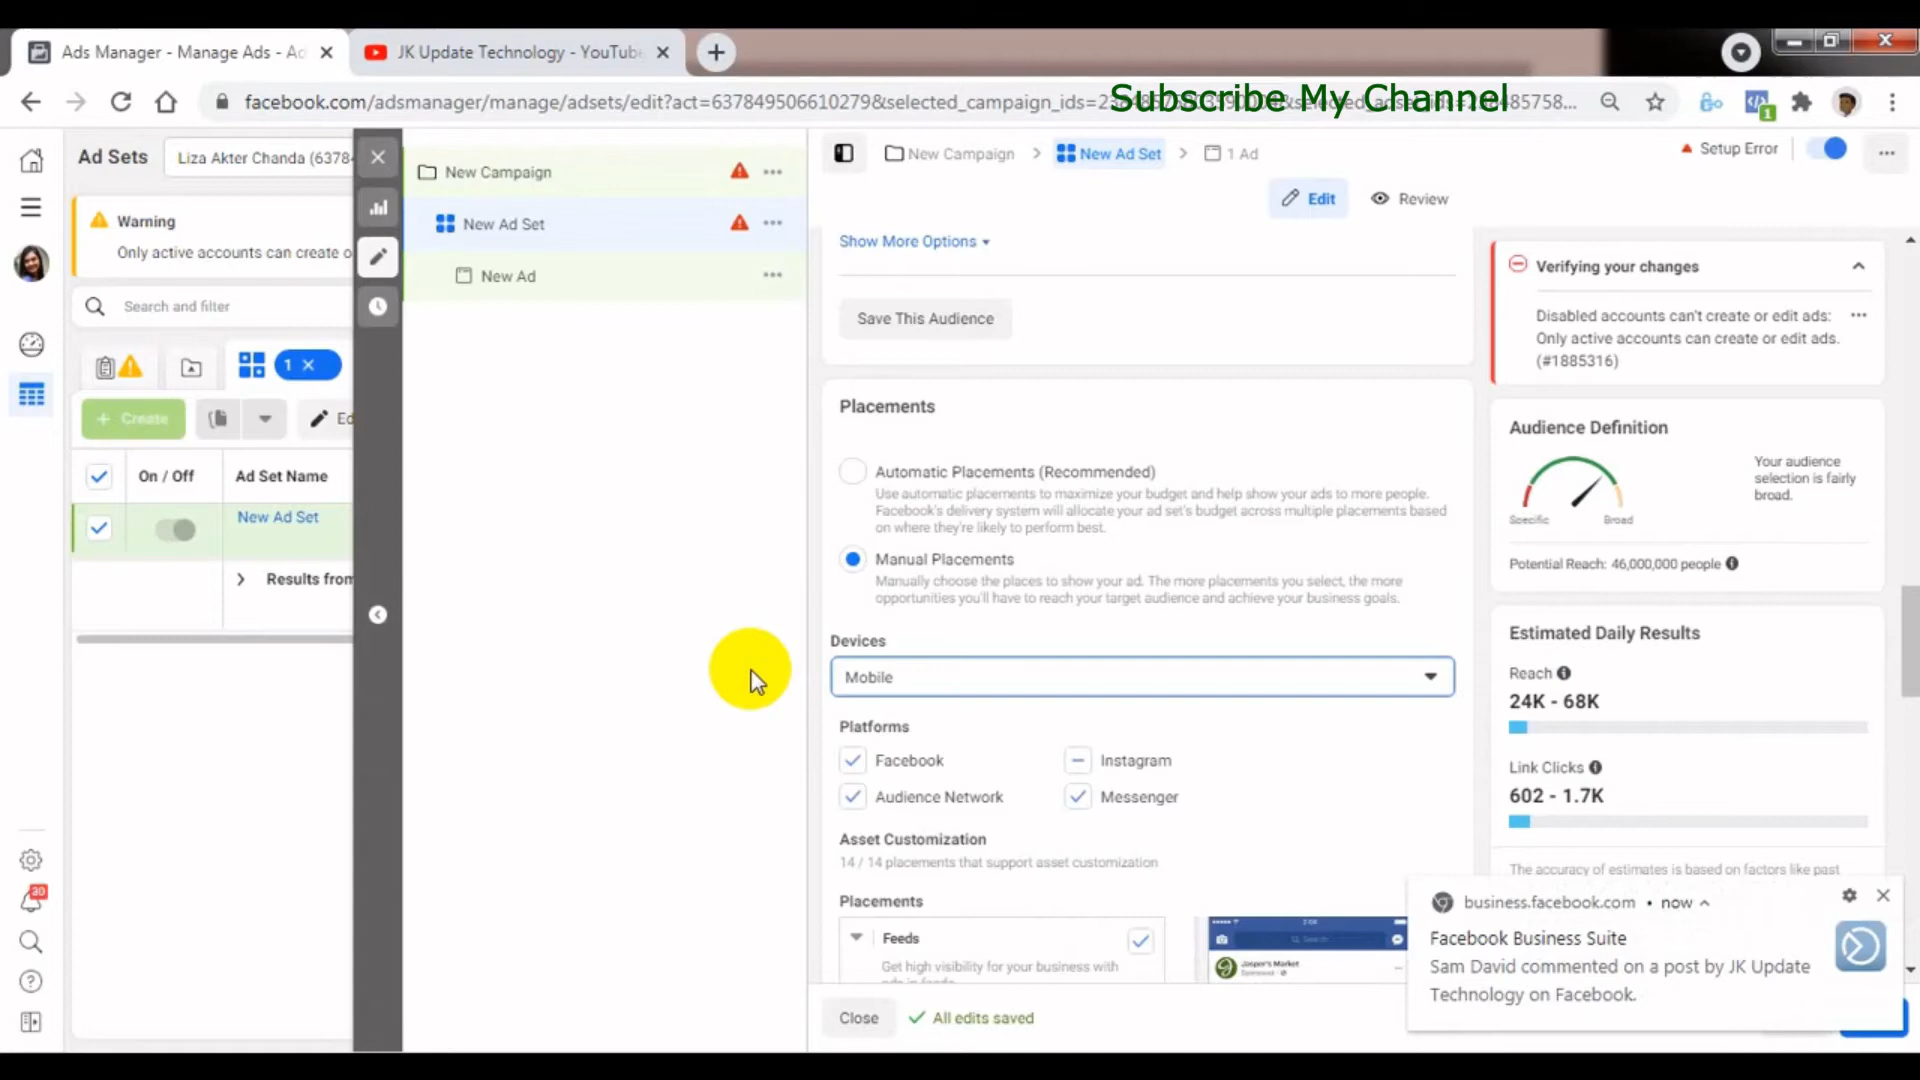 Ads Manager - Manage Ads - Ad
JK Update Technology - YouTube
facebook.com/adsmanager/manage/adsets/edit?act=637849506610279&selected_campaign_ids=
Subscribe My Channel
Ad Sets
Liza Akter Chanda (6378
Warning
Only active accounts can create o
Search and filter
1
Create
Ed
On / Off
Ad Set Name
New Ad Set
Results from
30
New Campaign
New Ad Set
New Ad
New Campaign
New Ad Set
1 Ad
Setup Error
Edit
Review
Show More Options
Save This Audience
Placements
Automatic Placements (Recommended)
Use automatic placements to maximize your budget and help show your ads to more people.
Facebook's delivery system will allocate your ad set's budget across multiple placements based
on where they're likely to perform best.
Manual Placements
Manually choose the places to show your ad. The more placements you select, the more
opportunities you'll have to reach your target audience and achieve your business goals.
Devices
Mobile
Platforms
Facebook
Instagram
Audience Network
Messenger
Asset Customization
14 / 14 placements that support asset customization
Placements
Feeds
Get high visibility for your business with
Jasper's Market
Close
All edits saved
Verifying your changes
Disabled accounts can't create or edit ads:
Only active accounts can create or edit ads.
(#1885316)
Audience Definition
Your audience
selection is fairly
broad.
Specific
Broad
Potential Reach: 46,000,000 people
Estimated Daily Results
Reach
24K - 68K
Link Clicks
602 - 1.7K
The accuracy of estimates is based on factors like past
business.facebook.com • now
Facebook Business Suite
Sam David commented on a post by JK Update
Technology on Facebook.